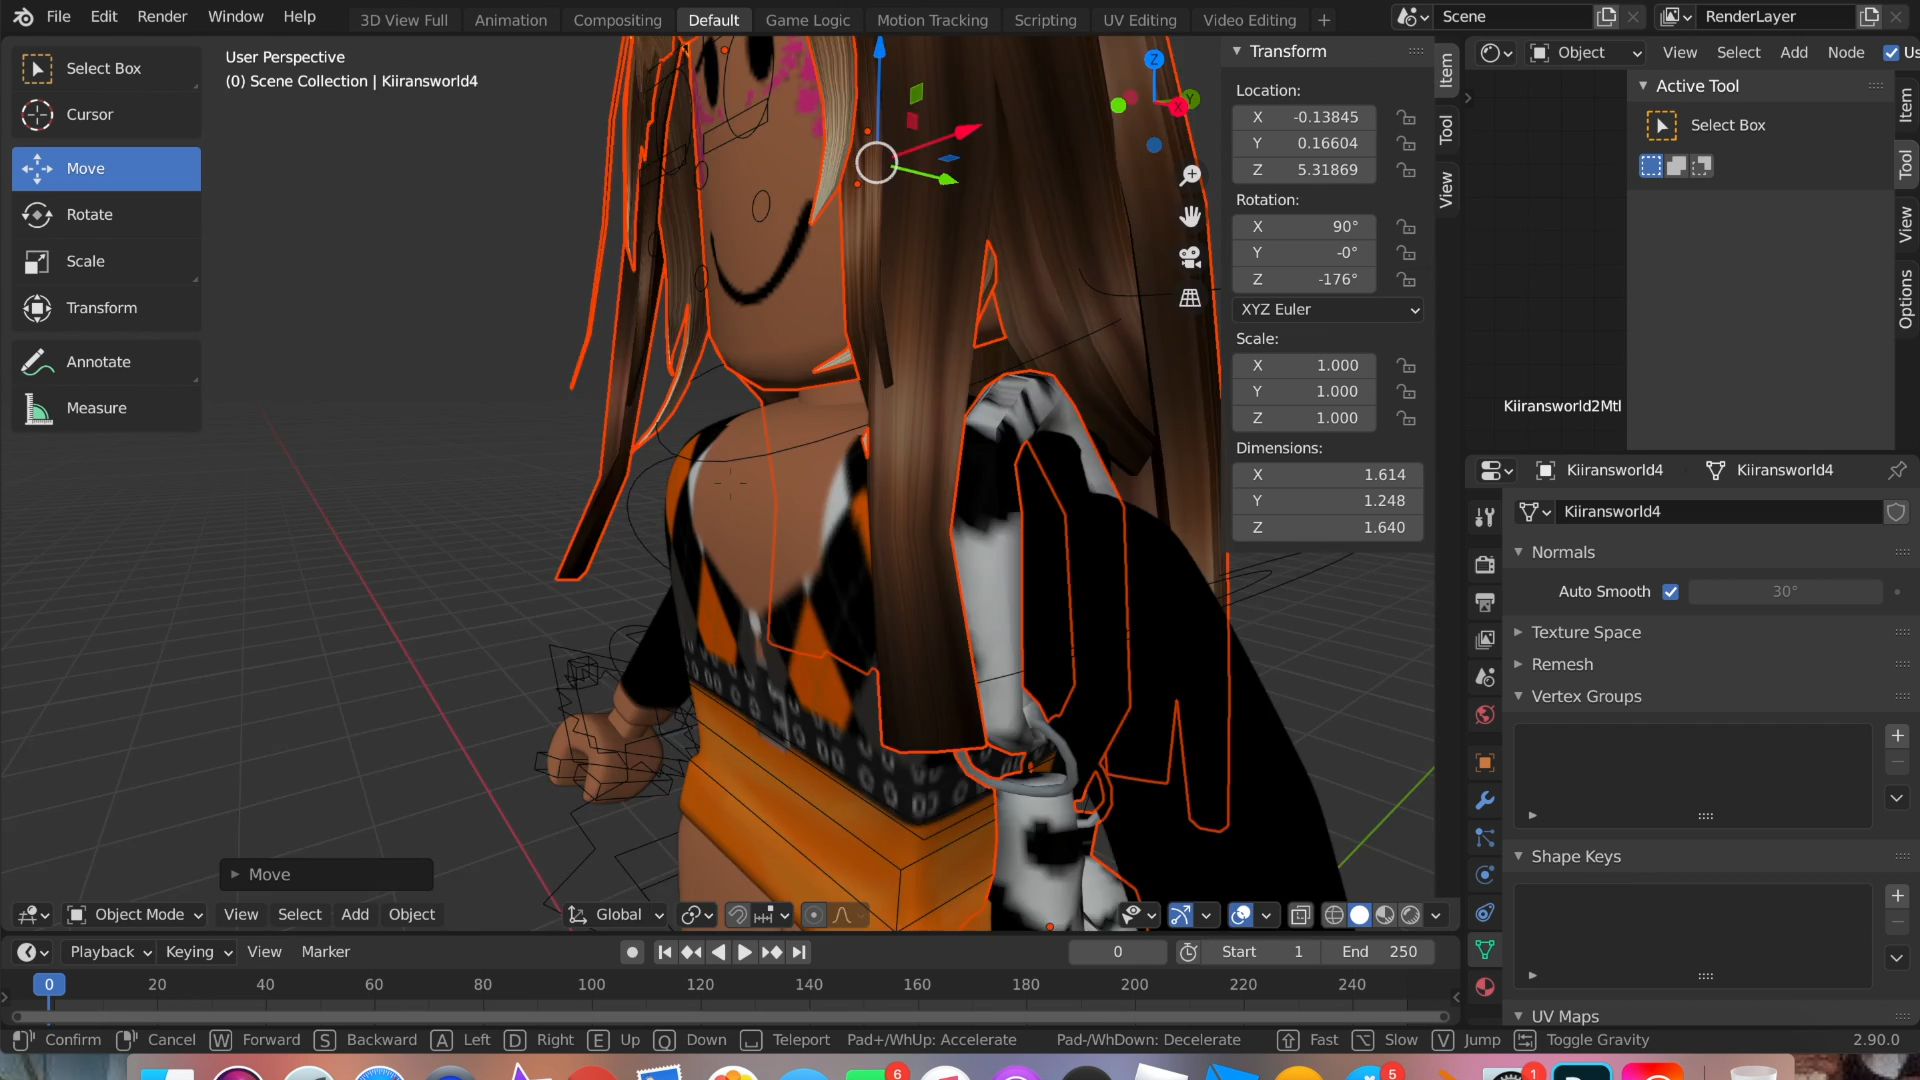 File Edit Render Window Help 3D View Full Animation Compositing Default Game Logic Motion Tracking Scripting UV Editing Video Editing + Scene RenderLayer
Select Box
Cursor
Move
Rotate
Scale
Transform
Annotate
Measure
User Perspective
(0) Scene Collection | Kiiransworld4
Transform
Location:
X -0.13845
Y 0.16604
Z 5.31869
Rotation:
X 90°
Y -0°
Z -176°
XYZ Euler
Scale:
X 1.000
Y 1.000
Z 1.000
Dimensions:
X 1.614
Y 1.248
Z 1.640
Item
Tool
View
Z
Y
X
Object View Select Add Node Us
Active Tool
Select Box
Item
Tool
View
Options
Kiiransworld2Mtl
Kiiransworld4 Kiiransworld4
Kiiransworld4
Normals
Auto Smooth 30°
Texture Space
Remesh
Vertex Groups
Shape Keys
UV Maps
Move
Object Mode View Select Add Object Global
Playback Keying View Marker 0 Start 1 End 250
0 20 40 60 80 100 120 140 160 180 200 220 240
Confirm Cancel W Forward S Backward A Left D Right E Up Q Down Teleport Pad+/WhUp: Accelerate Pad-/WhDown: Decelerate Fast Slow V Jump Toggle Gravity 2.90.0
6 5 1